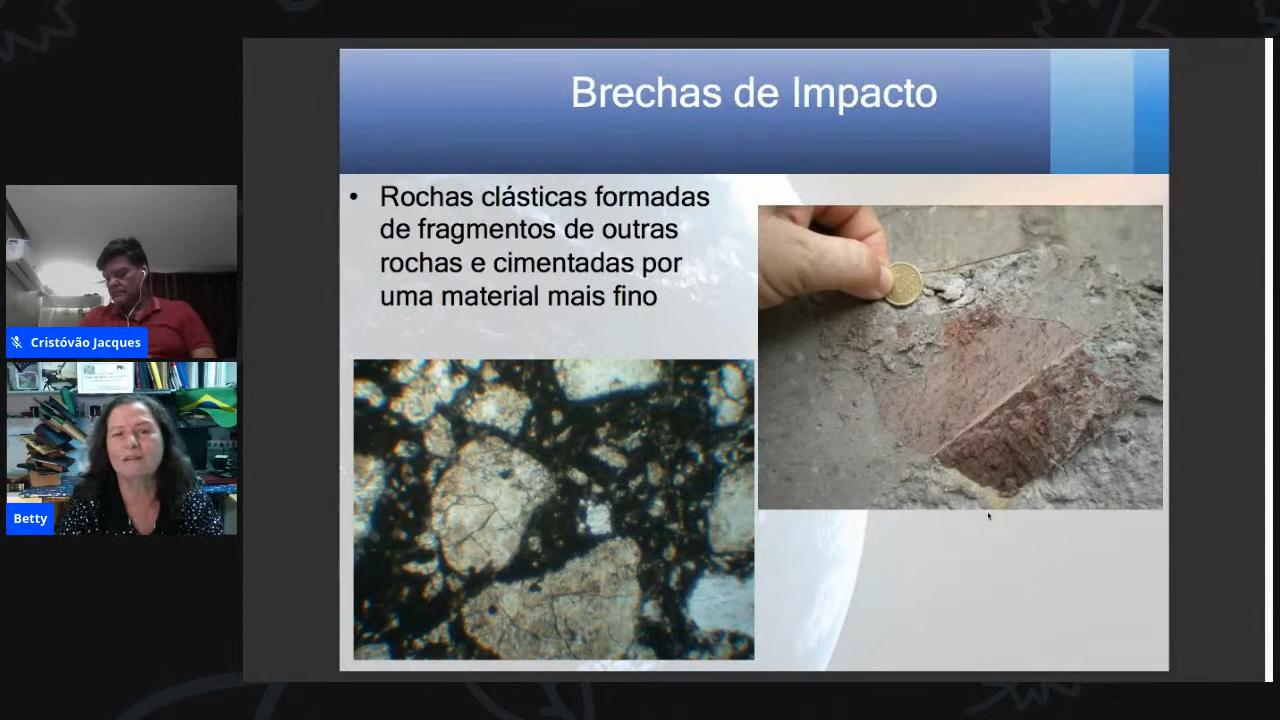 Brechas de Impacto
• Rochas clásticas formadas
de fragmentos de outras
rochas e cimentadas por
uma material mais fino
Cristóvão Jacques
Betty